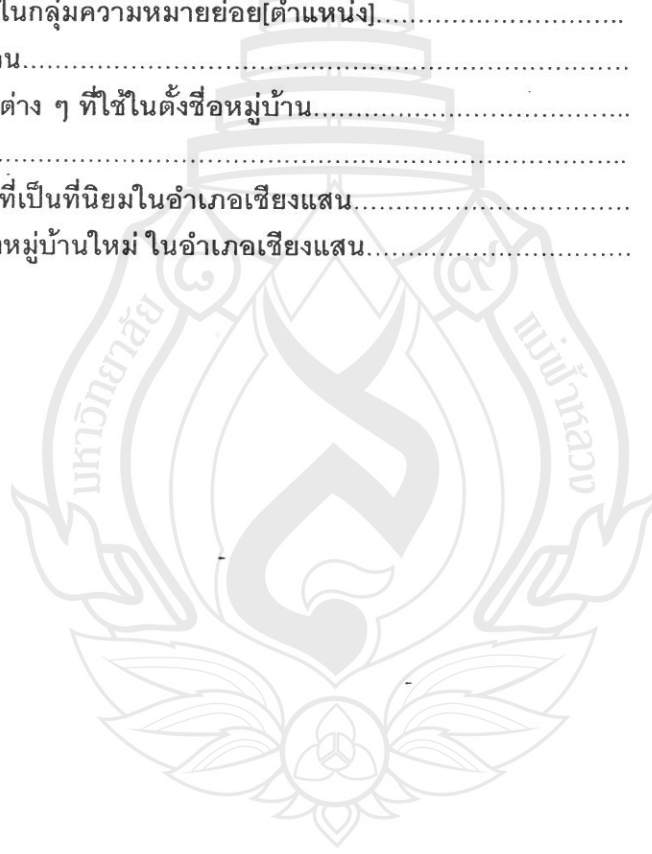 ในกลุ่มความหมายย่อย[ตำแหน่ง]............................
.....................................................................
ต่าง ๆ ที่ใช้ในตั้งชื่อหมู่บ้าน...................................
.....................................................................
ที่เป็นที่นิยมในอำเภอเชียงแสน...............................
หมู่บ้านใหม่ ในอำเภอเชียงแสน..............................
๑ ๙
มหาวิทยาลัย แม่ฟ้าหลวง